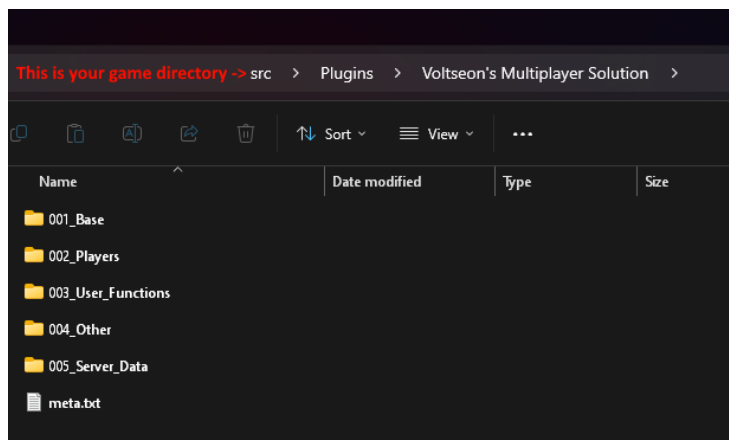 This is your game directory -> src > Plugins > Voltseon's Multiplayer Solution >
Sort View ...
Name Date modified Type Size
001_Base
002_Players
003_User_Functions
004_Other
005_Server_Data
meta.txt